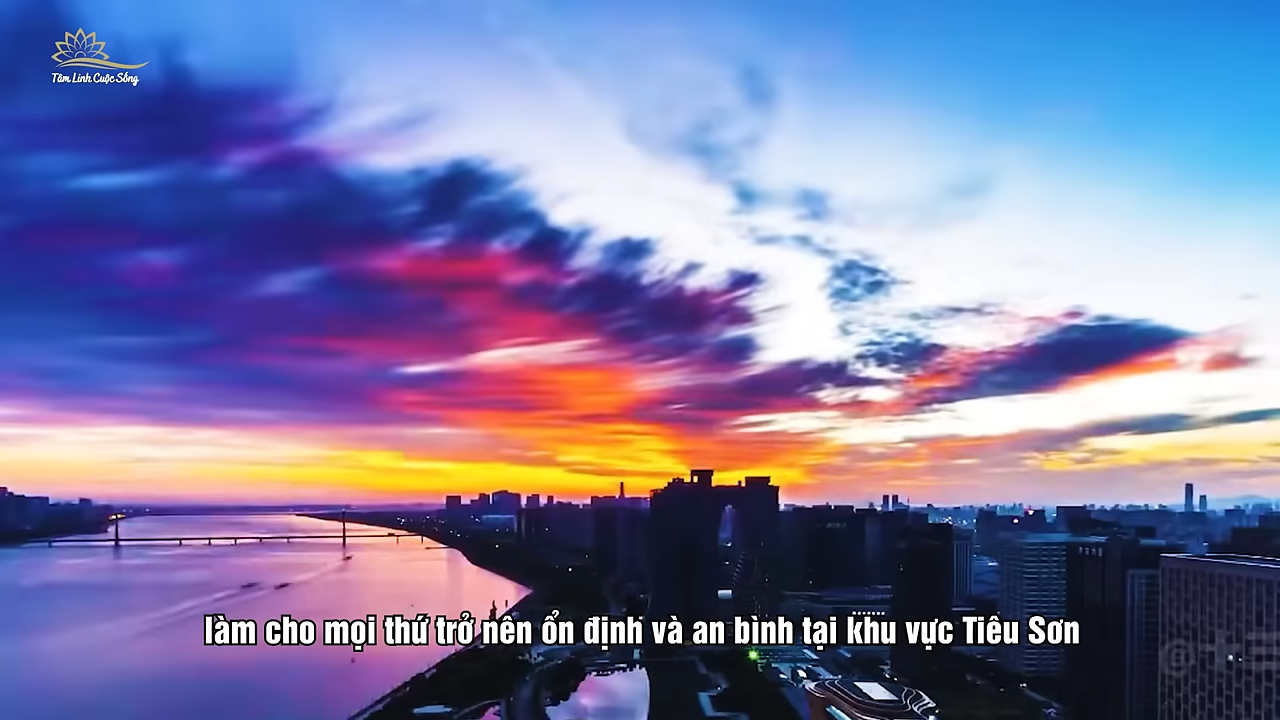 Tâm Linh Cuộc Sống
làm cho mọi thứ trở nên ổn định và an bình tại khu vực Tiêu Sơn